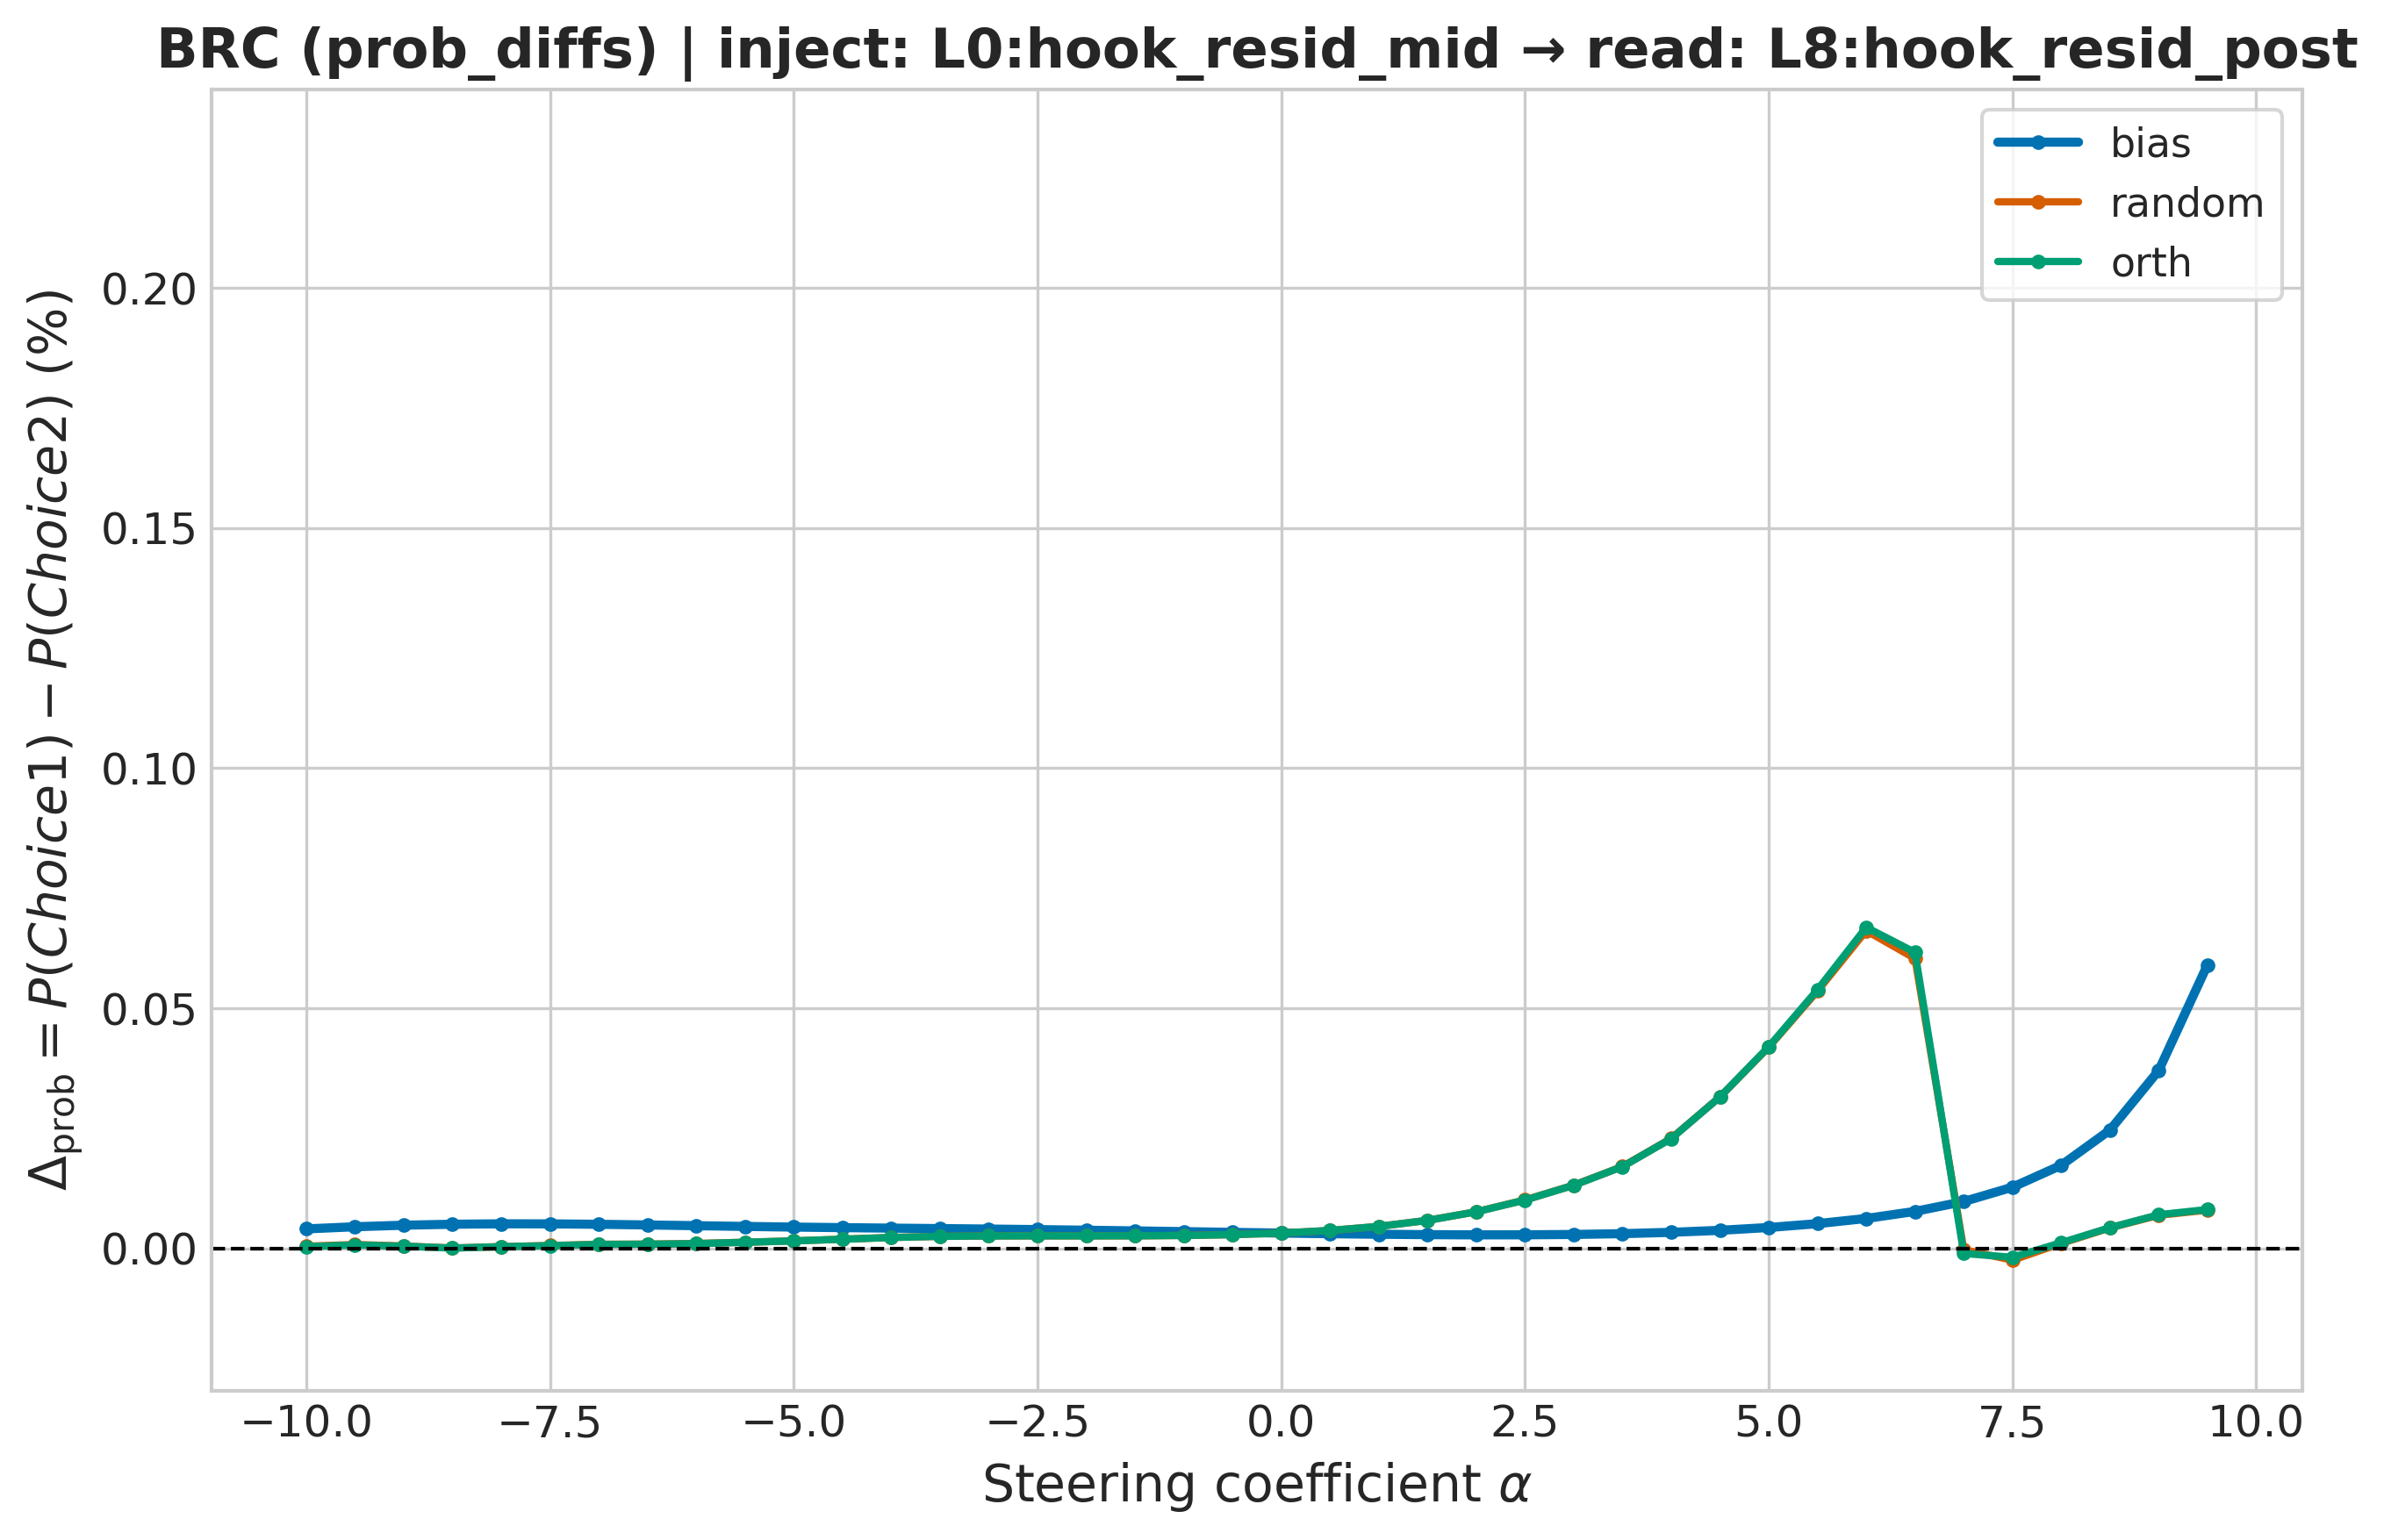 BRC (prob_diffs) | inject: L0:hook_resid_mid → read: L8:hook_resid_post
bias
random
orth
Δprob = P(Choice1) − P(Choice2) (%)
0.20
0.15
0.10
0.05
0.00
−10.0 −7.5 −5.0 −2.5 0.0 2.5 5.0 7.5 10.0
Steering coefficient α